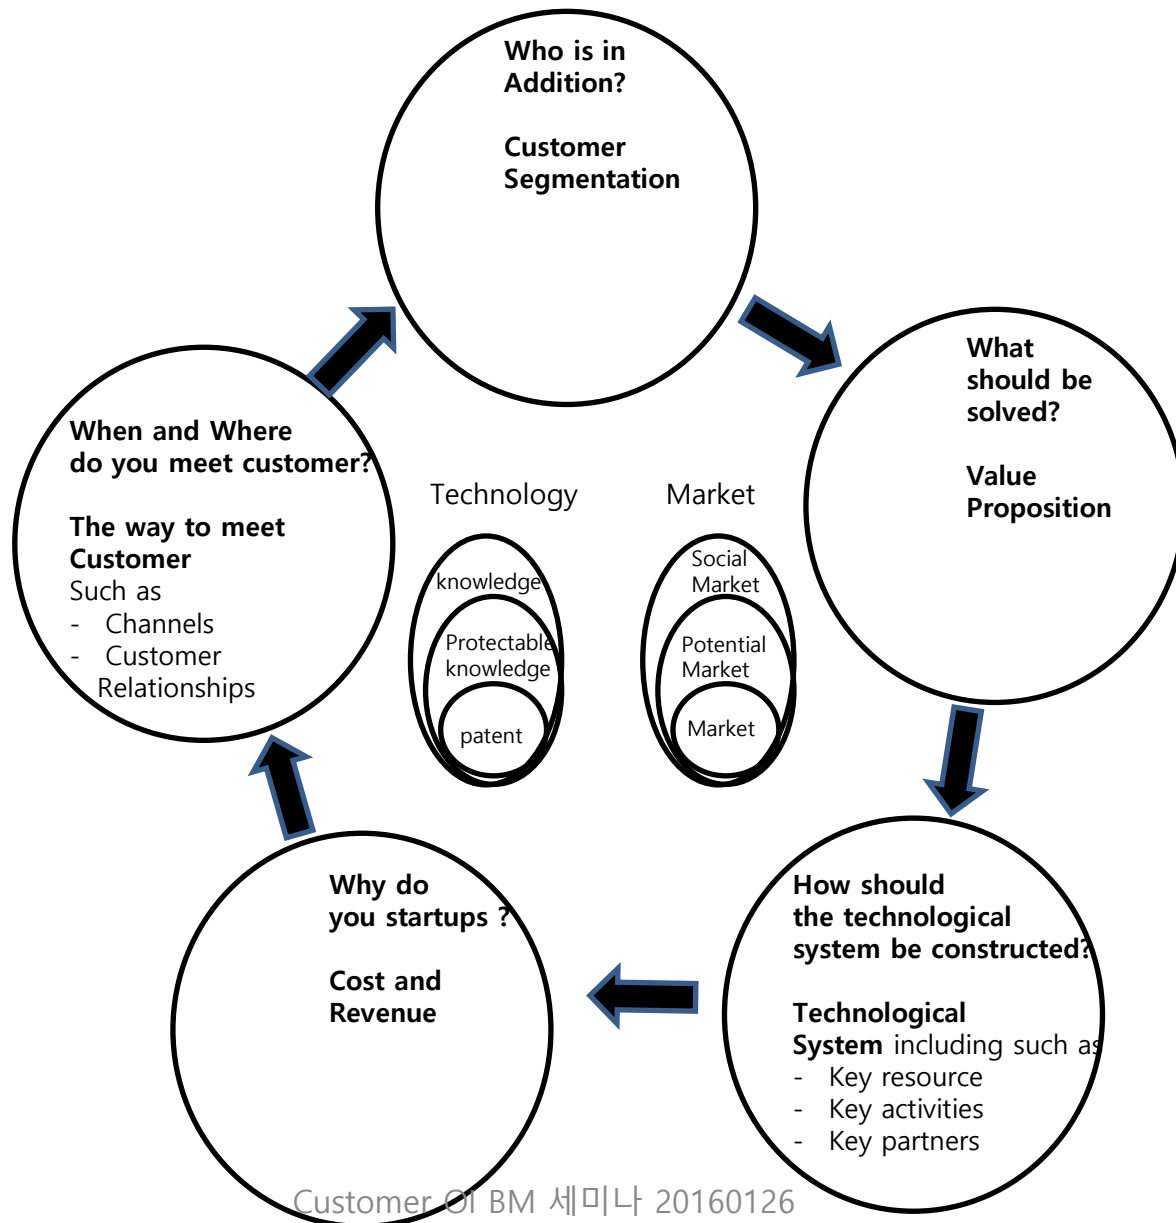 Who is in
Addition?
Customer
Segmentation
What
should be
solved?
Value
Proposition
When and Where
do you meet customer?
The way to meet
Customer
Such as
- Channels
- Customer
Relationships
Technology
knowledge
Protectable
knowledge
patent
Market
Social
Market
Potential
Market
Market
Why do
you startups ?
Cost and
Revenue
How should
the technological
system be constructed?
Technological
System including such as
- Key resource
- Key activities
- Key partners
Customer OI BM 세미나 20160126